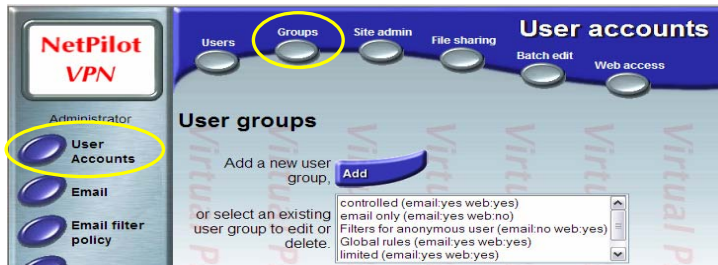 NetPilot
VPN
User accounts
Users
Groups
Site admin
File sharing
Batch edit
Web access
Administrator
User
Accounts
Email
Email filter
policy
User groups
Add a new user
group,
Add
or select an existing
user group to edit or
delete.
controlled (email:yes web:yes)
email only (email:yes web:no)
Filters for anonymous user (email:no web:yes)
Global rules (email:yes web:yes)
limited (email:yes web:yes)
Virtual P
Virtual P
Virtual P